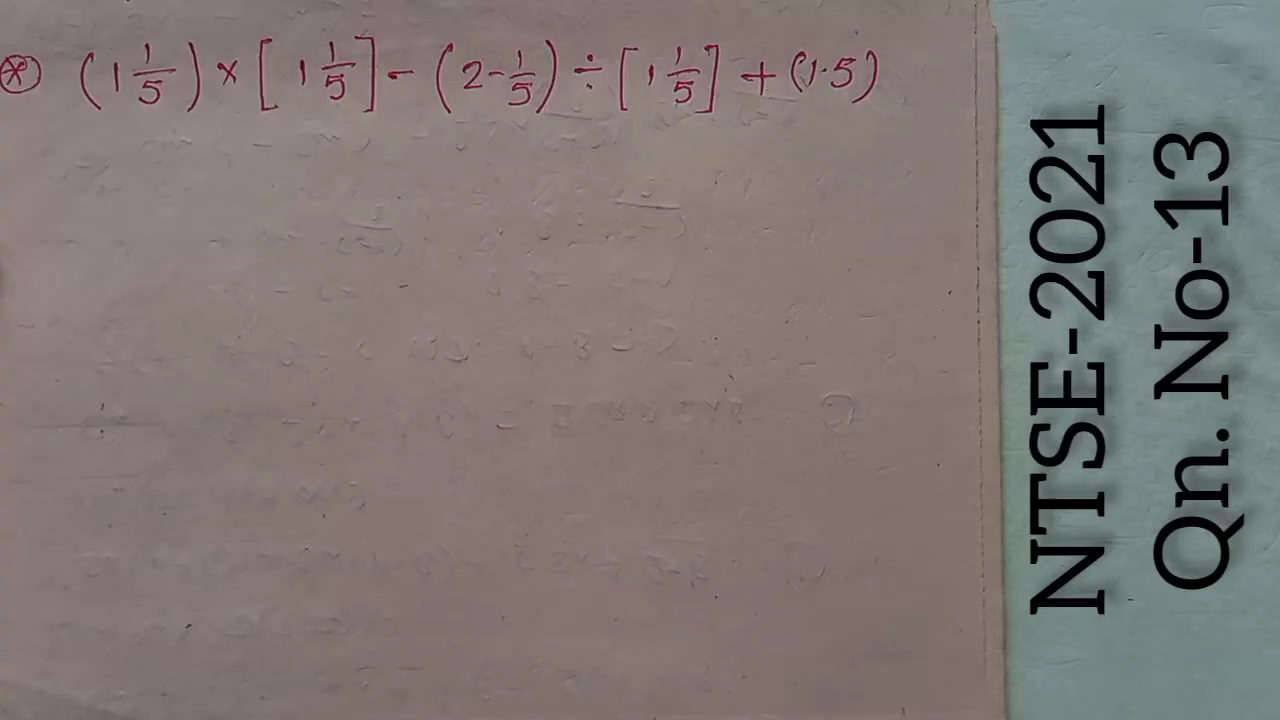 ⊛ (1 1/5) × [1 1/5] - (2-1/5) ÷ [1 1/5] + (1.5)
NTSE-2021
Qn. No-13